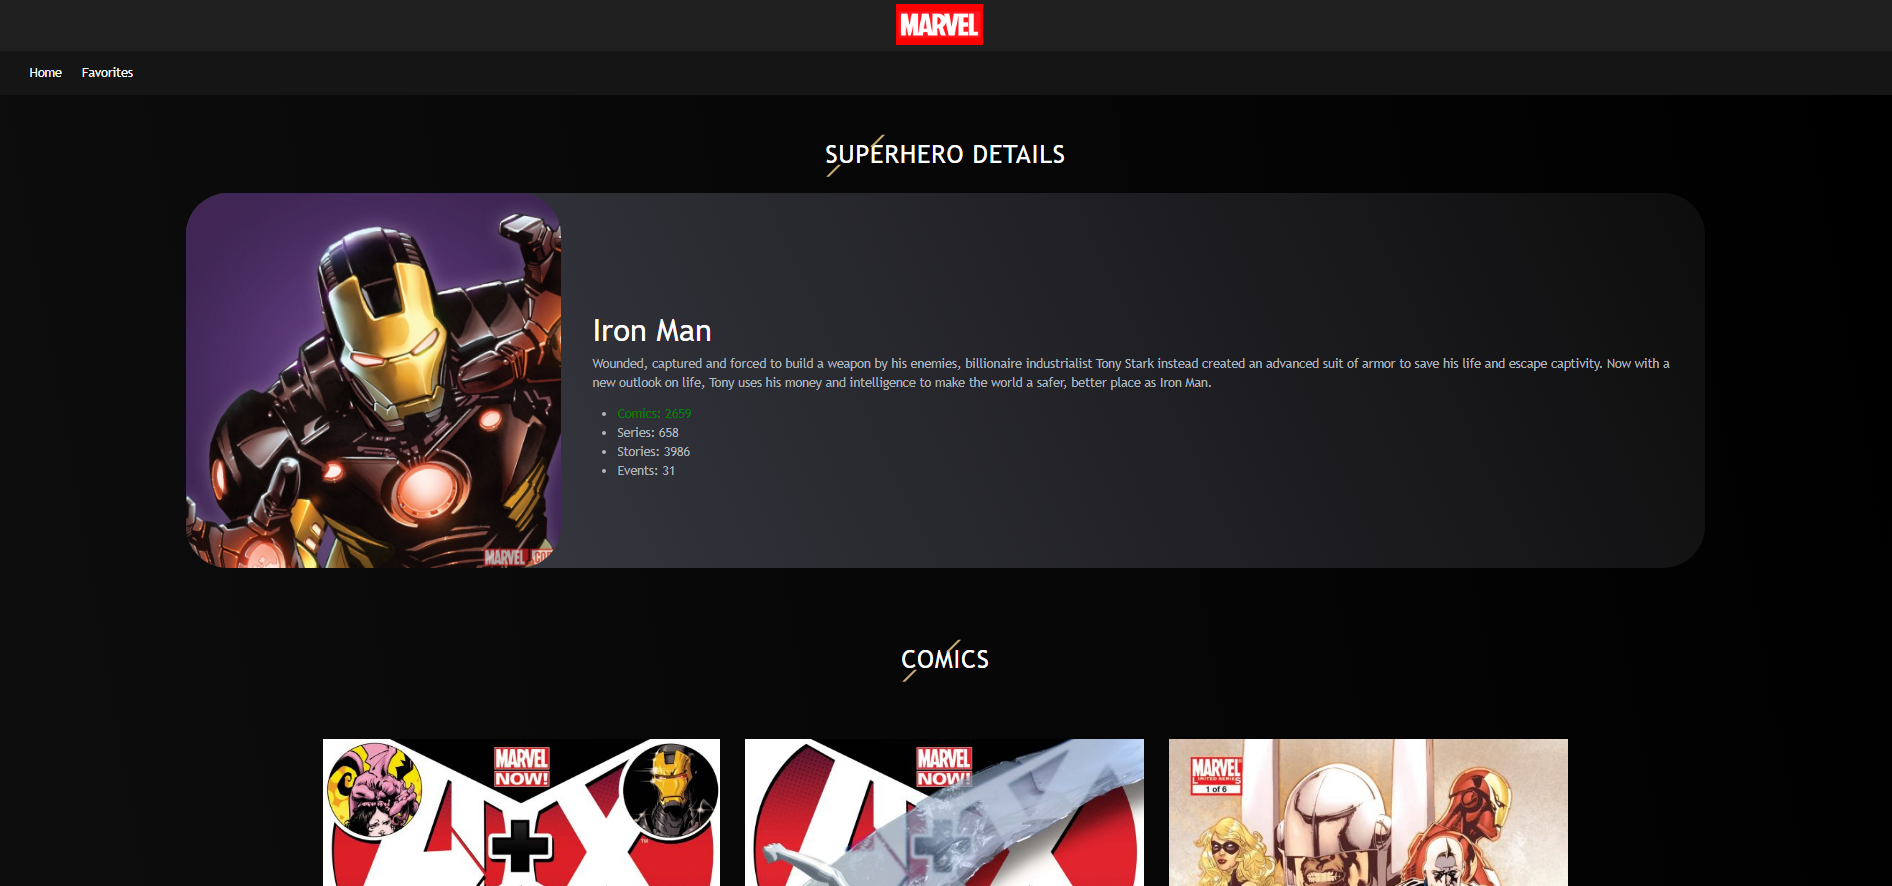 MARVEL
Home Favorites
SUPERHERO DETAILS
Iron Man
Wounded, captured and forced to build a weapon by his enemies, billionaire industrialist Tony Stark instead created an advanced suit of armor to save his life and escape captivity. Now with a
new outlook on life, Tony uses his money and intelligence to make the world a safer, better place as Iron Man.
Comics: 2659
Series: 658
Stories: 3986
Events: 31
MARVEL
COMICS
MARVEL
NOW!
MARVEL
NOW!
MARVEL
LIMITED SERIES
1 of 6